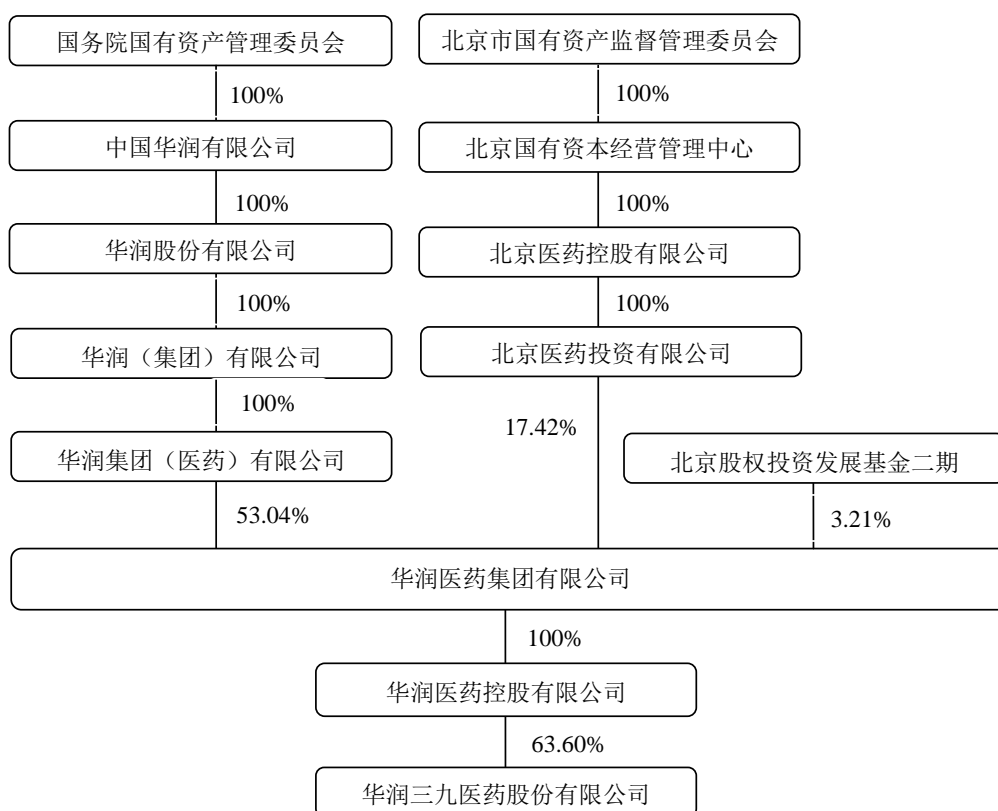 国务院国有资产管理委员会
北京市国有资产监督管理委员会
100%
100%
中国华润有限公司
北京国有资本经营管理中心
100%
100%
华润股份有限公司
北京医药控股有限公司
100%
100%
华润（集团）有限公司
北京医药投资有限公司
100%
17.42%
华润集团（医药）有限公司
北京股权投资发展基金二期
53.04%
3.21%
华润医药集团有限公司
100%
华润医药控股有限公司
63.60%
华润三九医药股份有限公司